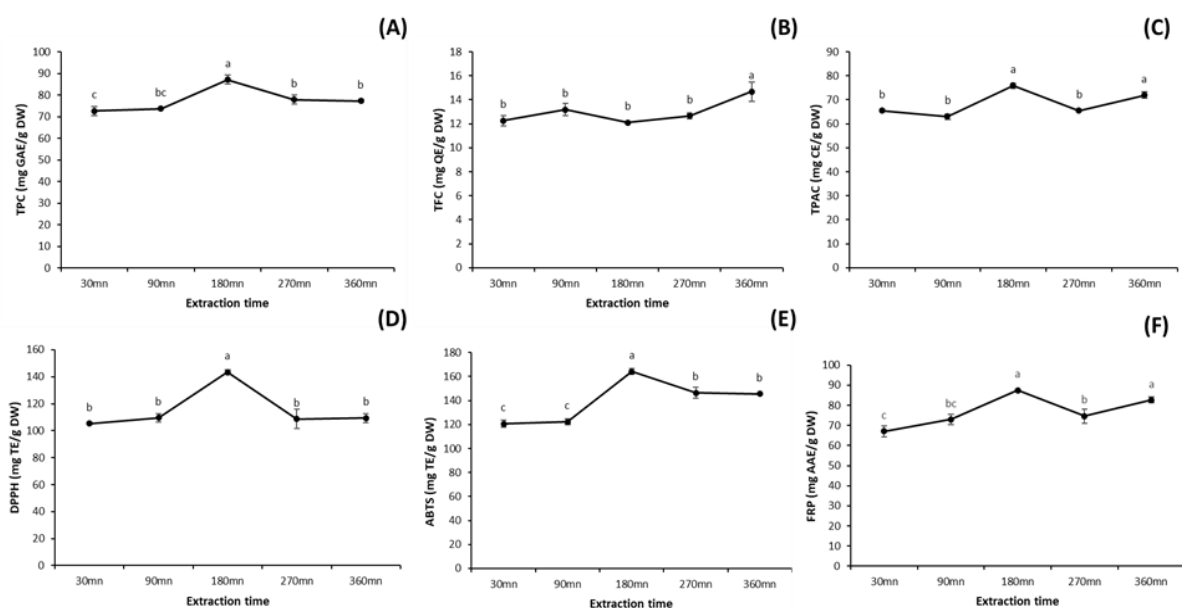 (A)
TPC (mg GAE/g DW)
100
90
80
70
60
50
40
30
20
10
0
c
bc
a
b
b
30mn 90mn 180mn 270mn 360mn
Extraction time
(B)
TFC (mg QE/g DW)
18
16
14
12
10
8
6
4
2
0
b
b
b
b
a
30mn 90mn 180mn 270mn 360mn
Extraction time
(C)
TPAC (mg CE/g DW)
90
80
70
60
50
40
30
20
10
0
b
b
a
b
a
30mn 90mn 180mn 270mn 360mn
Extraction time
(D)
DPPH (mg TE/g DW)
160
140
120
100
80
60
40
20
0
b
b
a
b
b
30mn 90mn 180mn 270mn 360mn
Extraction time
(E)
ABTS (mg TE/g DW)
180
160
140
120
100
80
60
40
20
0
c
c
a
b
b
30mn 90mn 180mn 270mn 360mn
Extraction time
(F)
FRP (mg AAE/g DW)
100
90
80
70
60
50
40
30
20
10
0
c
bc
a
b
a
30mn 90mn 180mn 270mn 360mn
Extraction time